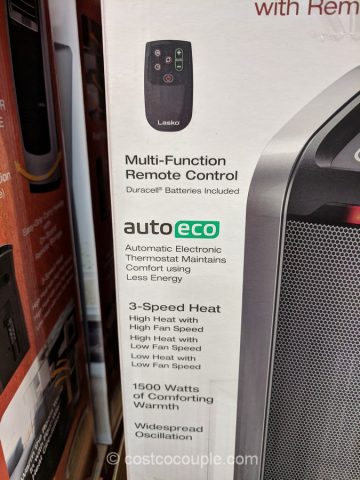 with Rem
Lasko
Multi-Function
Remote Control
Duracell® Batteries Included
auto eco
Automatic Electronic
Thermostat Maintains
Comfort using
Less Energy
3-Speed Heat
High Heat with
High Fan Speed
High Heat with
Low Fan Speed
Low Heat with
Low Fan Speed
1500 Watts
of Comforting
Warmth
Widespread
Oscillation
© costcocouple.com